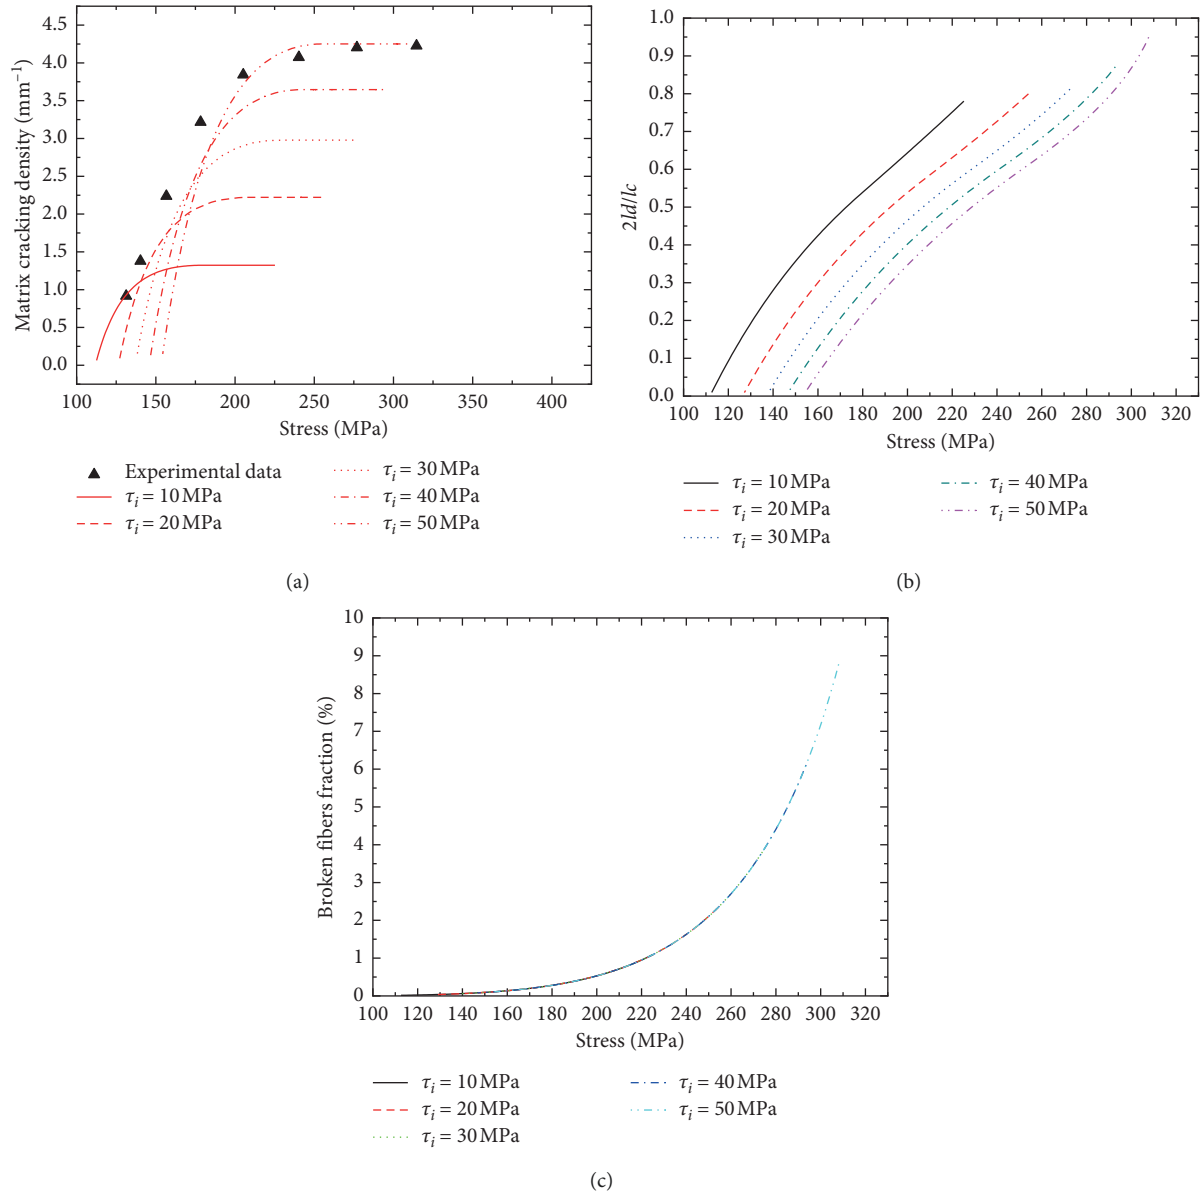 4.5
4.0
3.5
3.0
2.5
2.0
1.5
1.0
0.5
0.0
Matrix cracking density (mm⁻¹)
100 150 200 250 300 350 400
Stress (MPa)
Experimental data
τᵢ = 10 MPa
τᵢ = 20 MPa
τᵢ = 30 MPa
τᵢ = 40 MPa
τᵢ = 50 MPa
(a)
1.0
0.9
0.8
0.7
0.6
0.5
0.4
0.3
0.2
0.1
0.0
2ld/lc
100 120 140 160 180 200 220 240 260 280 300 320
Stress (MPa)
τᵢ = 10 MPa
τᵢ = 20 MPa
τᵢ = 30 MPa
τᵢ = 40 MPa
τᵢ = 50 MPa
(b)
10
9
8
7
6
5
4
3
2
1
0
Broken fibers fraction (%)
100 120 140 160 180 200 220 240 260 280 300 320
Stress (MPa)
τᵢ = 10 MPa
τᵢ = 20 MPa
τᵢ = 30 MPa
τᵢ = 40 MPa
τᵢ = 50 MPa
(c)